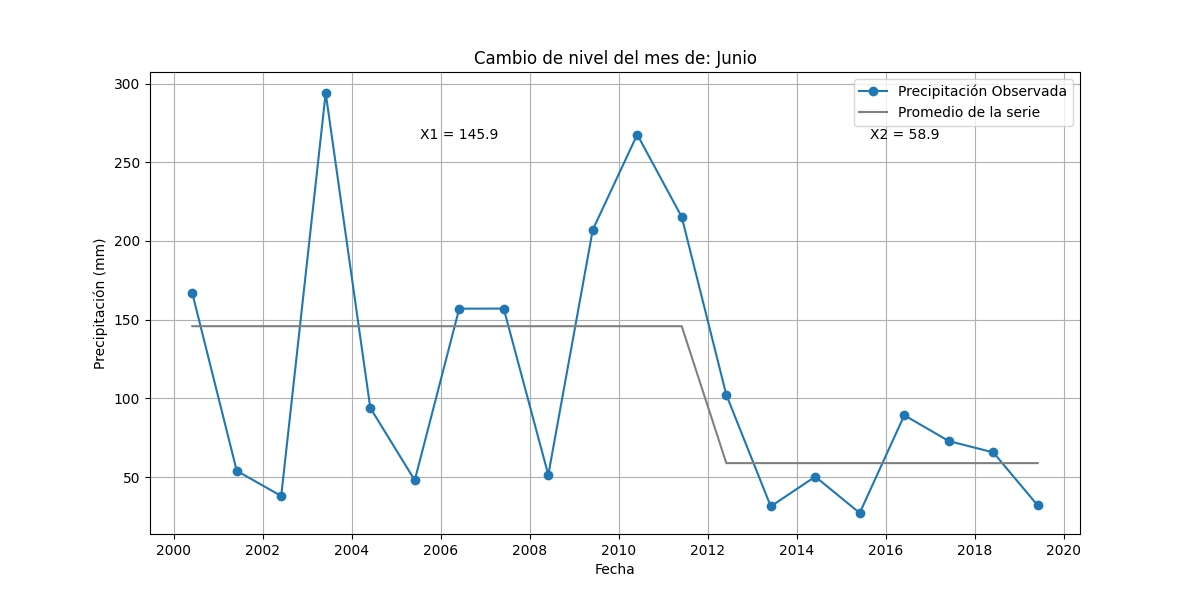 Cambio de nivel del mes de: Junio
Precipitación Observada
Promedio de la serie
X1 = 145.9
X2 = 58.9
Precipitación (mm)
300
250
200
150
100
50
2000 2002 2004 2006 2008 2010 2012 2014 2016 2018 2020
Fecha